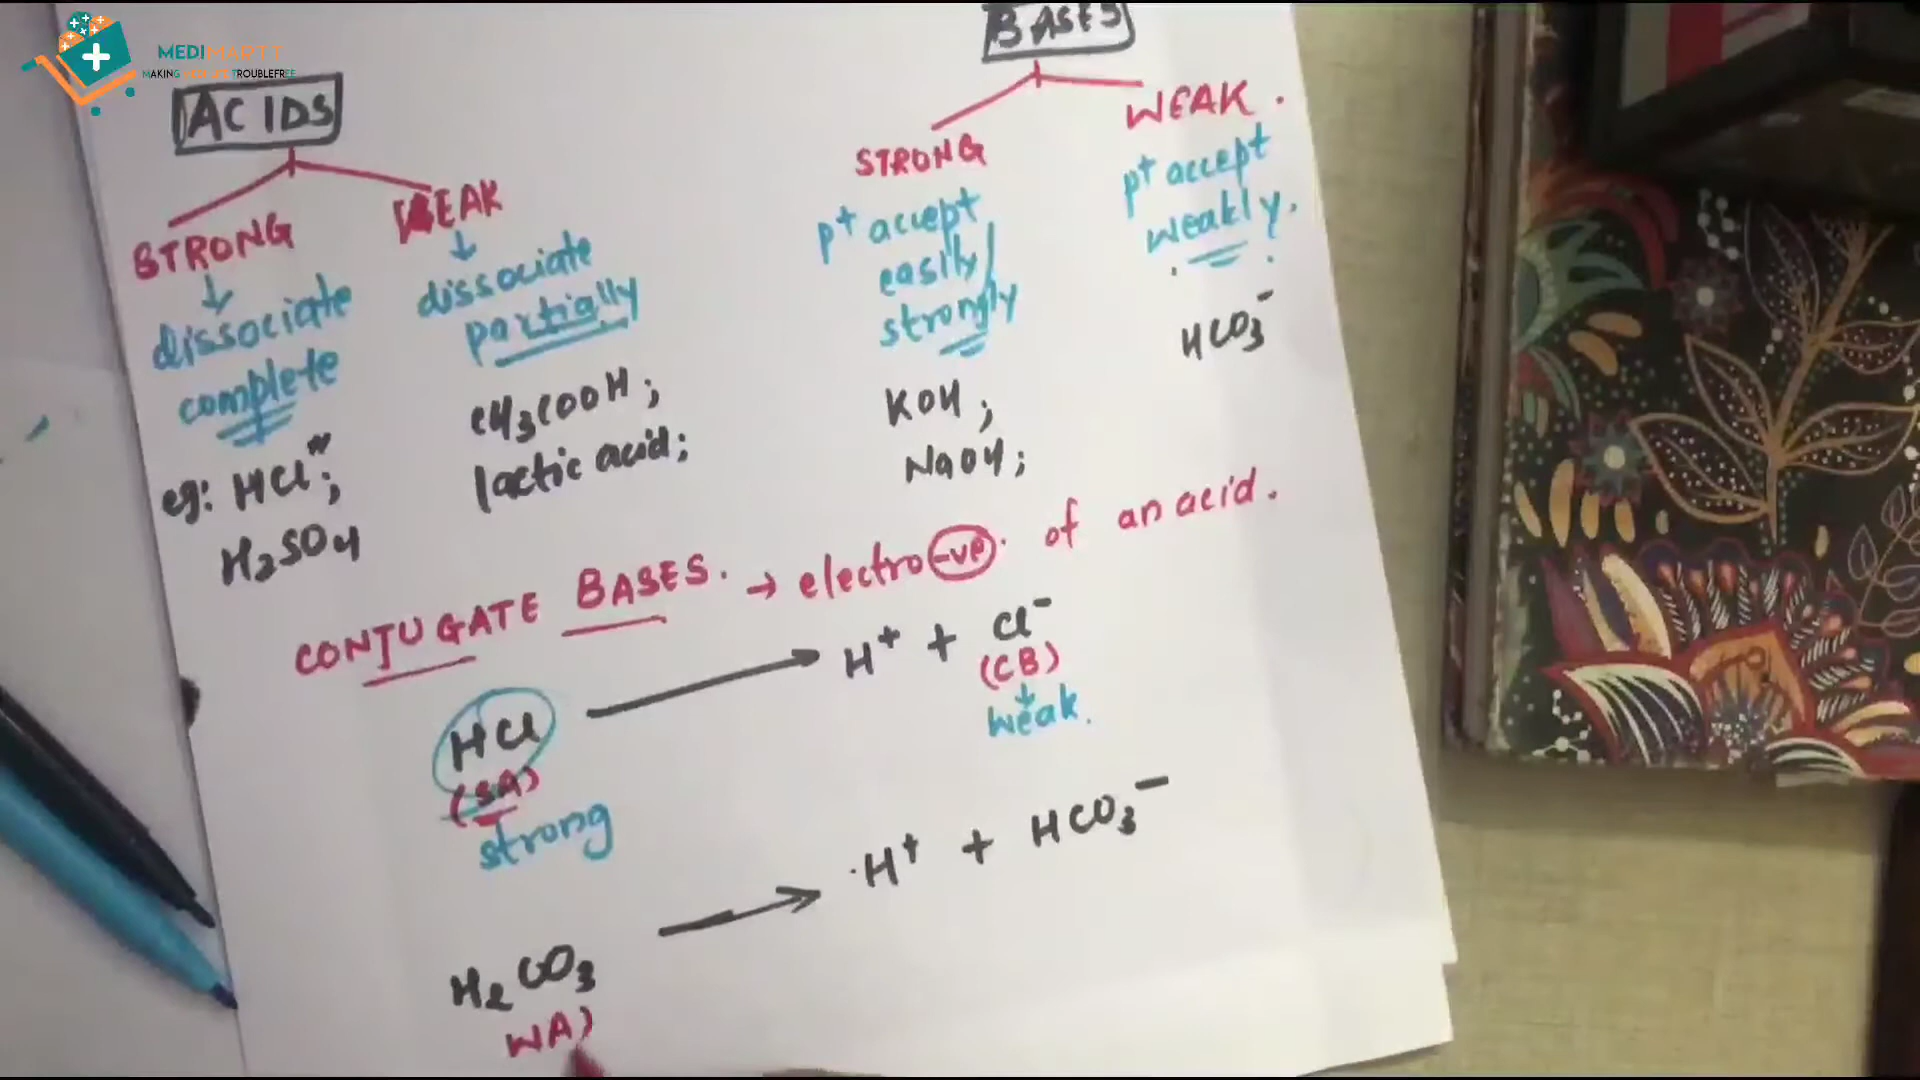 MEDIMARTT
MAKING TROUBLEFREE
ACIDS
STRONG
dissociate
complete
eg: HCl;
H2SO4
WEAK
dissociate
partially
CH3COOH;
lactic acid;
BASES
STRONG
p+ accept
easily/
strongly
KOH;
NaOH;
WEAK.
p+ accept
weakly.
HCO3-
CONJUGATE BASES. → electro -ve. of an acid.
HCl → H+ + Cl-
(SA) (CB)
strong weak.
H2CO3 → H+ + HCO3-
WA)